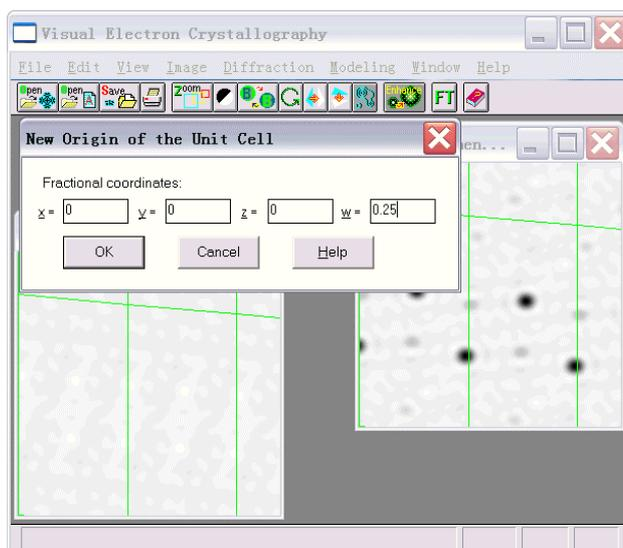 Visual Electron Crystallography
File Edit View Image Diffraction Modeling Window Help
Open Open Save Zoom Enhance FT
New Origin of the Unit Cell
en...
Fractional coordinates:
x = 0 y = 0 z = 0 w = 0.25
OK Cancel Help